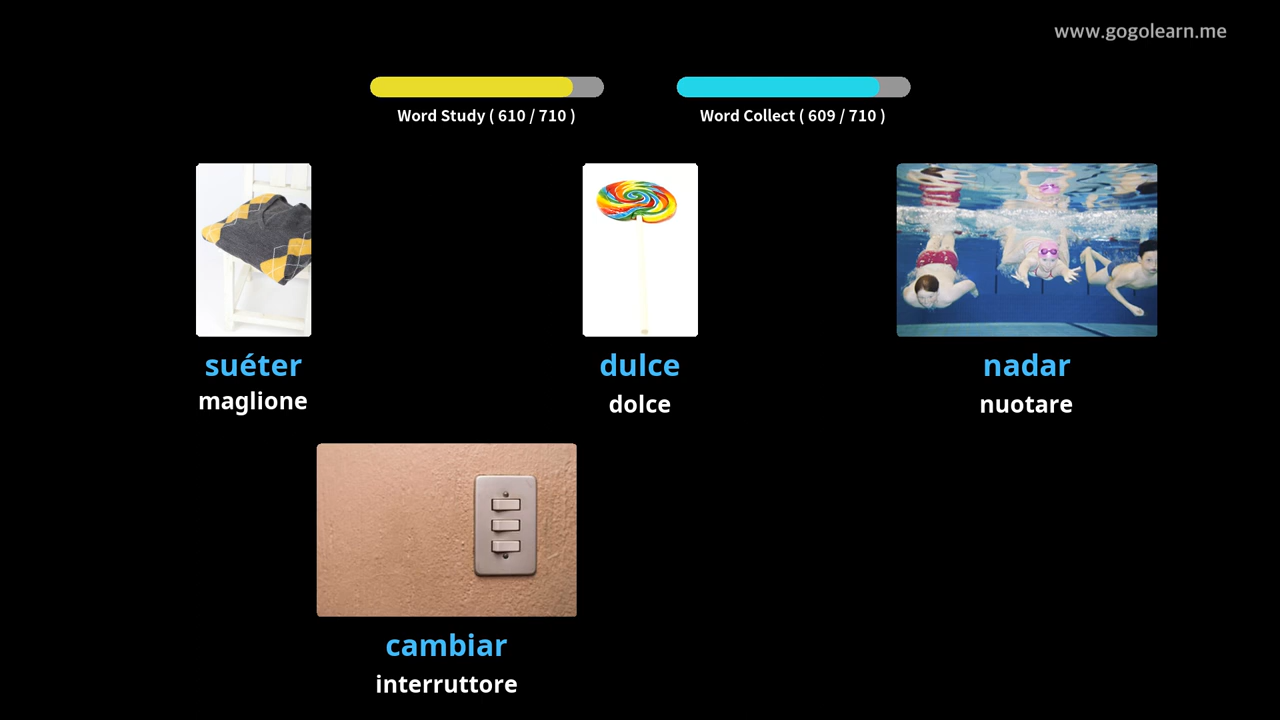 www.gogolearn.me
Word Study ( 610 / 710 )
Word Collect ( 609 / 710 )
suéter
maglione
dulce
dolce
nadar
nuotare
cambiar
interruttore